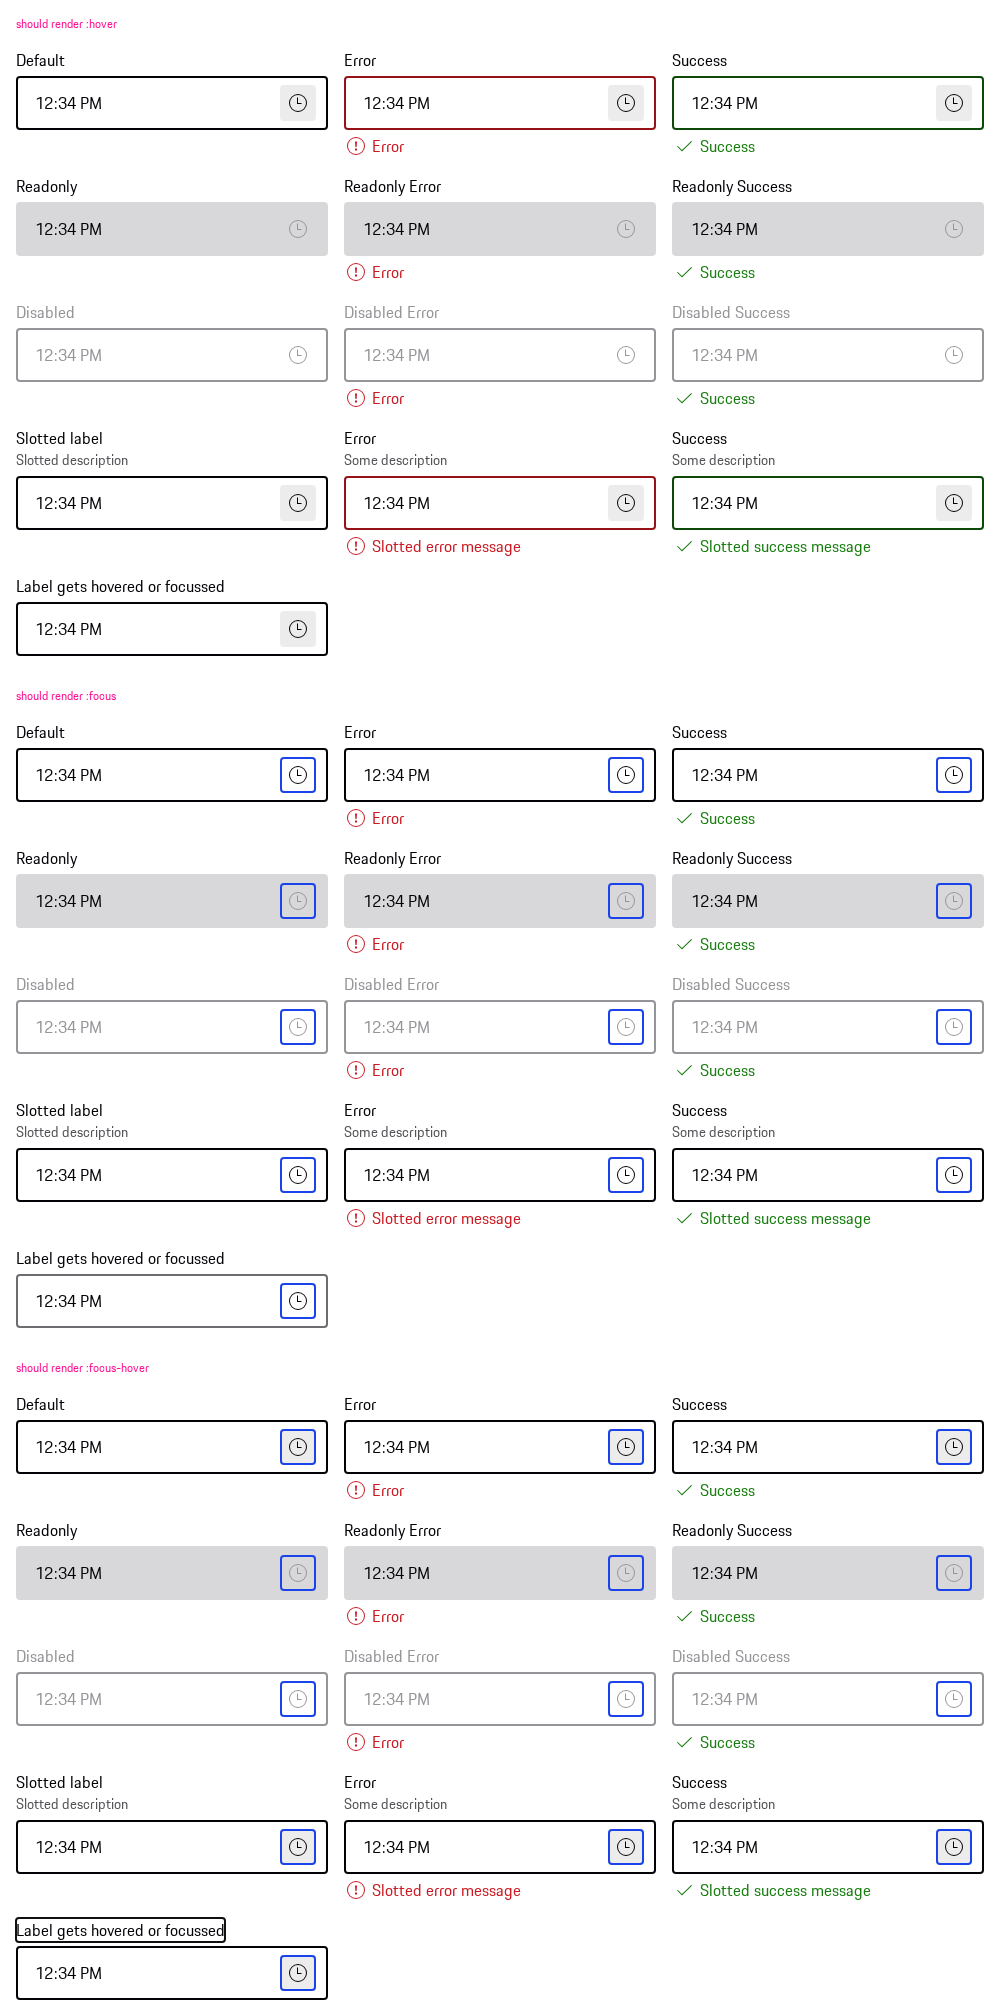 should render :hover
Default Error Success
12:34 PM 12:34 PM 12:34 PM
Error Success
Readonly Readonly Error Readonly Success
12:34 PM 12:34 PM 12:34 PM
Error Success
Disabled Disabled Error Disabled Success
12:34 PM 12:34 PM 12:34 PM
Error Success
Slotted label Error Success
Slotted description Some description Some description
12:34 PM 12:34 PM 12:34 PM
Slotted error message Slotted success message
Label gets hovered or focussed
12:34 PM
should render :focus
Default Error Success
12:34 PM 12:34 PM 12:34 PM
Error Success
Readonly Readonly Error Readonly Success
12:34 PM 12:34 PM 12:34 PM
Error Success
Disabled Disabled Error Disabled Success
12:34 PM 12:34 PM 12:34 PM
Error Success
Slotted label Error Success
Slotted description Some description Some description
12:34 PM 12:34 PM 12:34 PM
Slotted error message Slotted success message
Label gets hovered or focussed
12:34 PM
should render :focus-hover
Default Error Success
12:34 PM 12:34 PM 12:34 PM
Error Success
Readonly Readonly Error Readonly Success
12:34 PM 12:34 PM 12:34 PM
Error Success
Disabled Disabled Error Disabled Success
12:34 PM 12:34 PM 12:34 PM
Error Success
Slotted label Error Success
Slotted description Some description Some description
12:34 PM 12:34 PM 12:34 PM
Slotted error message Slotted success message
Label gets hovered or focussed
12:34 PM